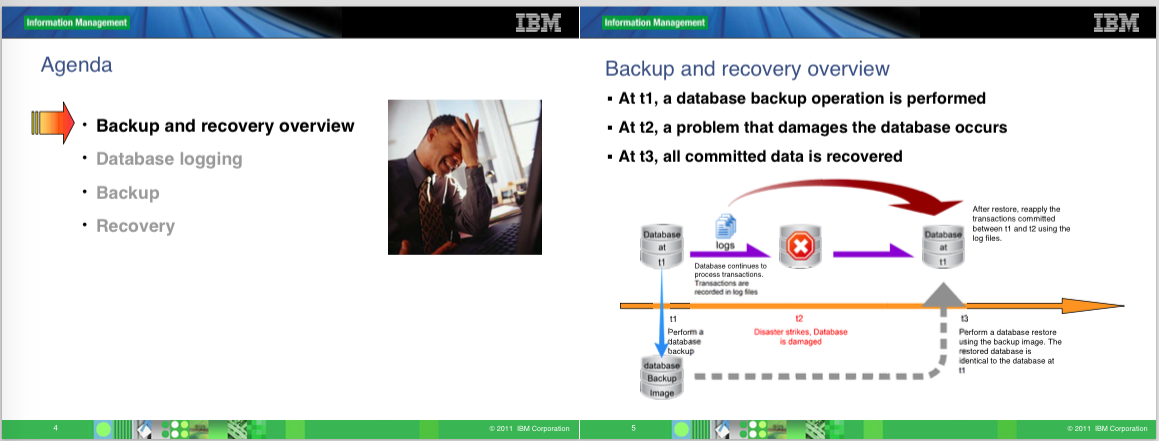 Information Management
IBM
Agenda
Backup and recovery overview
Database logging
Backup
Recovery
4
© 2011 IBM Corporation
Information Management
IBM
Backup and recovery overview
At t1, a database backup operation is performed
At t2, a problem that damages the database occurs
At t3, all committed data is recovered
Database
at
t1
logs
Database continues to
process transactions.
Transactions are
recorded in log files
Database
at
t1
After restore, reapply the
transactions committed
between t1 and t2 using the
log files.
t1
Perform a
database
backup
t2
Disaster strikes, Database
is damaged
t3
Perform a database restore
using the backup image. The
restored database is
identical to the database at
t1
database
Backup
Image
5
© 2011 IBM Corporation